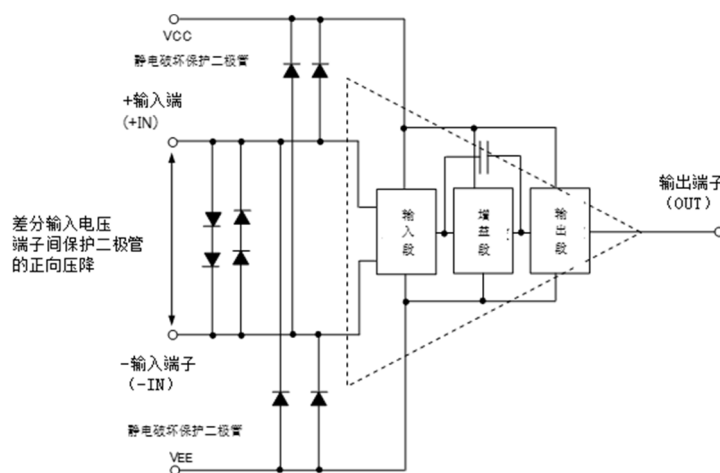 VCC
静电破坏保护二极管
+输入端
(+IN)
差分输入电压
端子间保护二极管
的正向压降
输入段
增益段
输出段
输出端子
(OUT)
-输入端子
(-IN)
静电破坏保护二极管
VEE